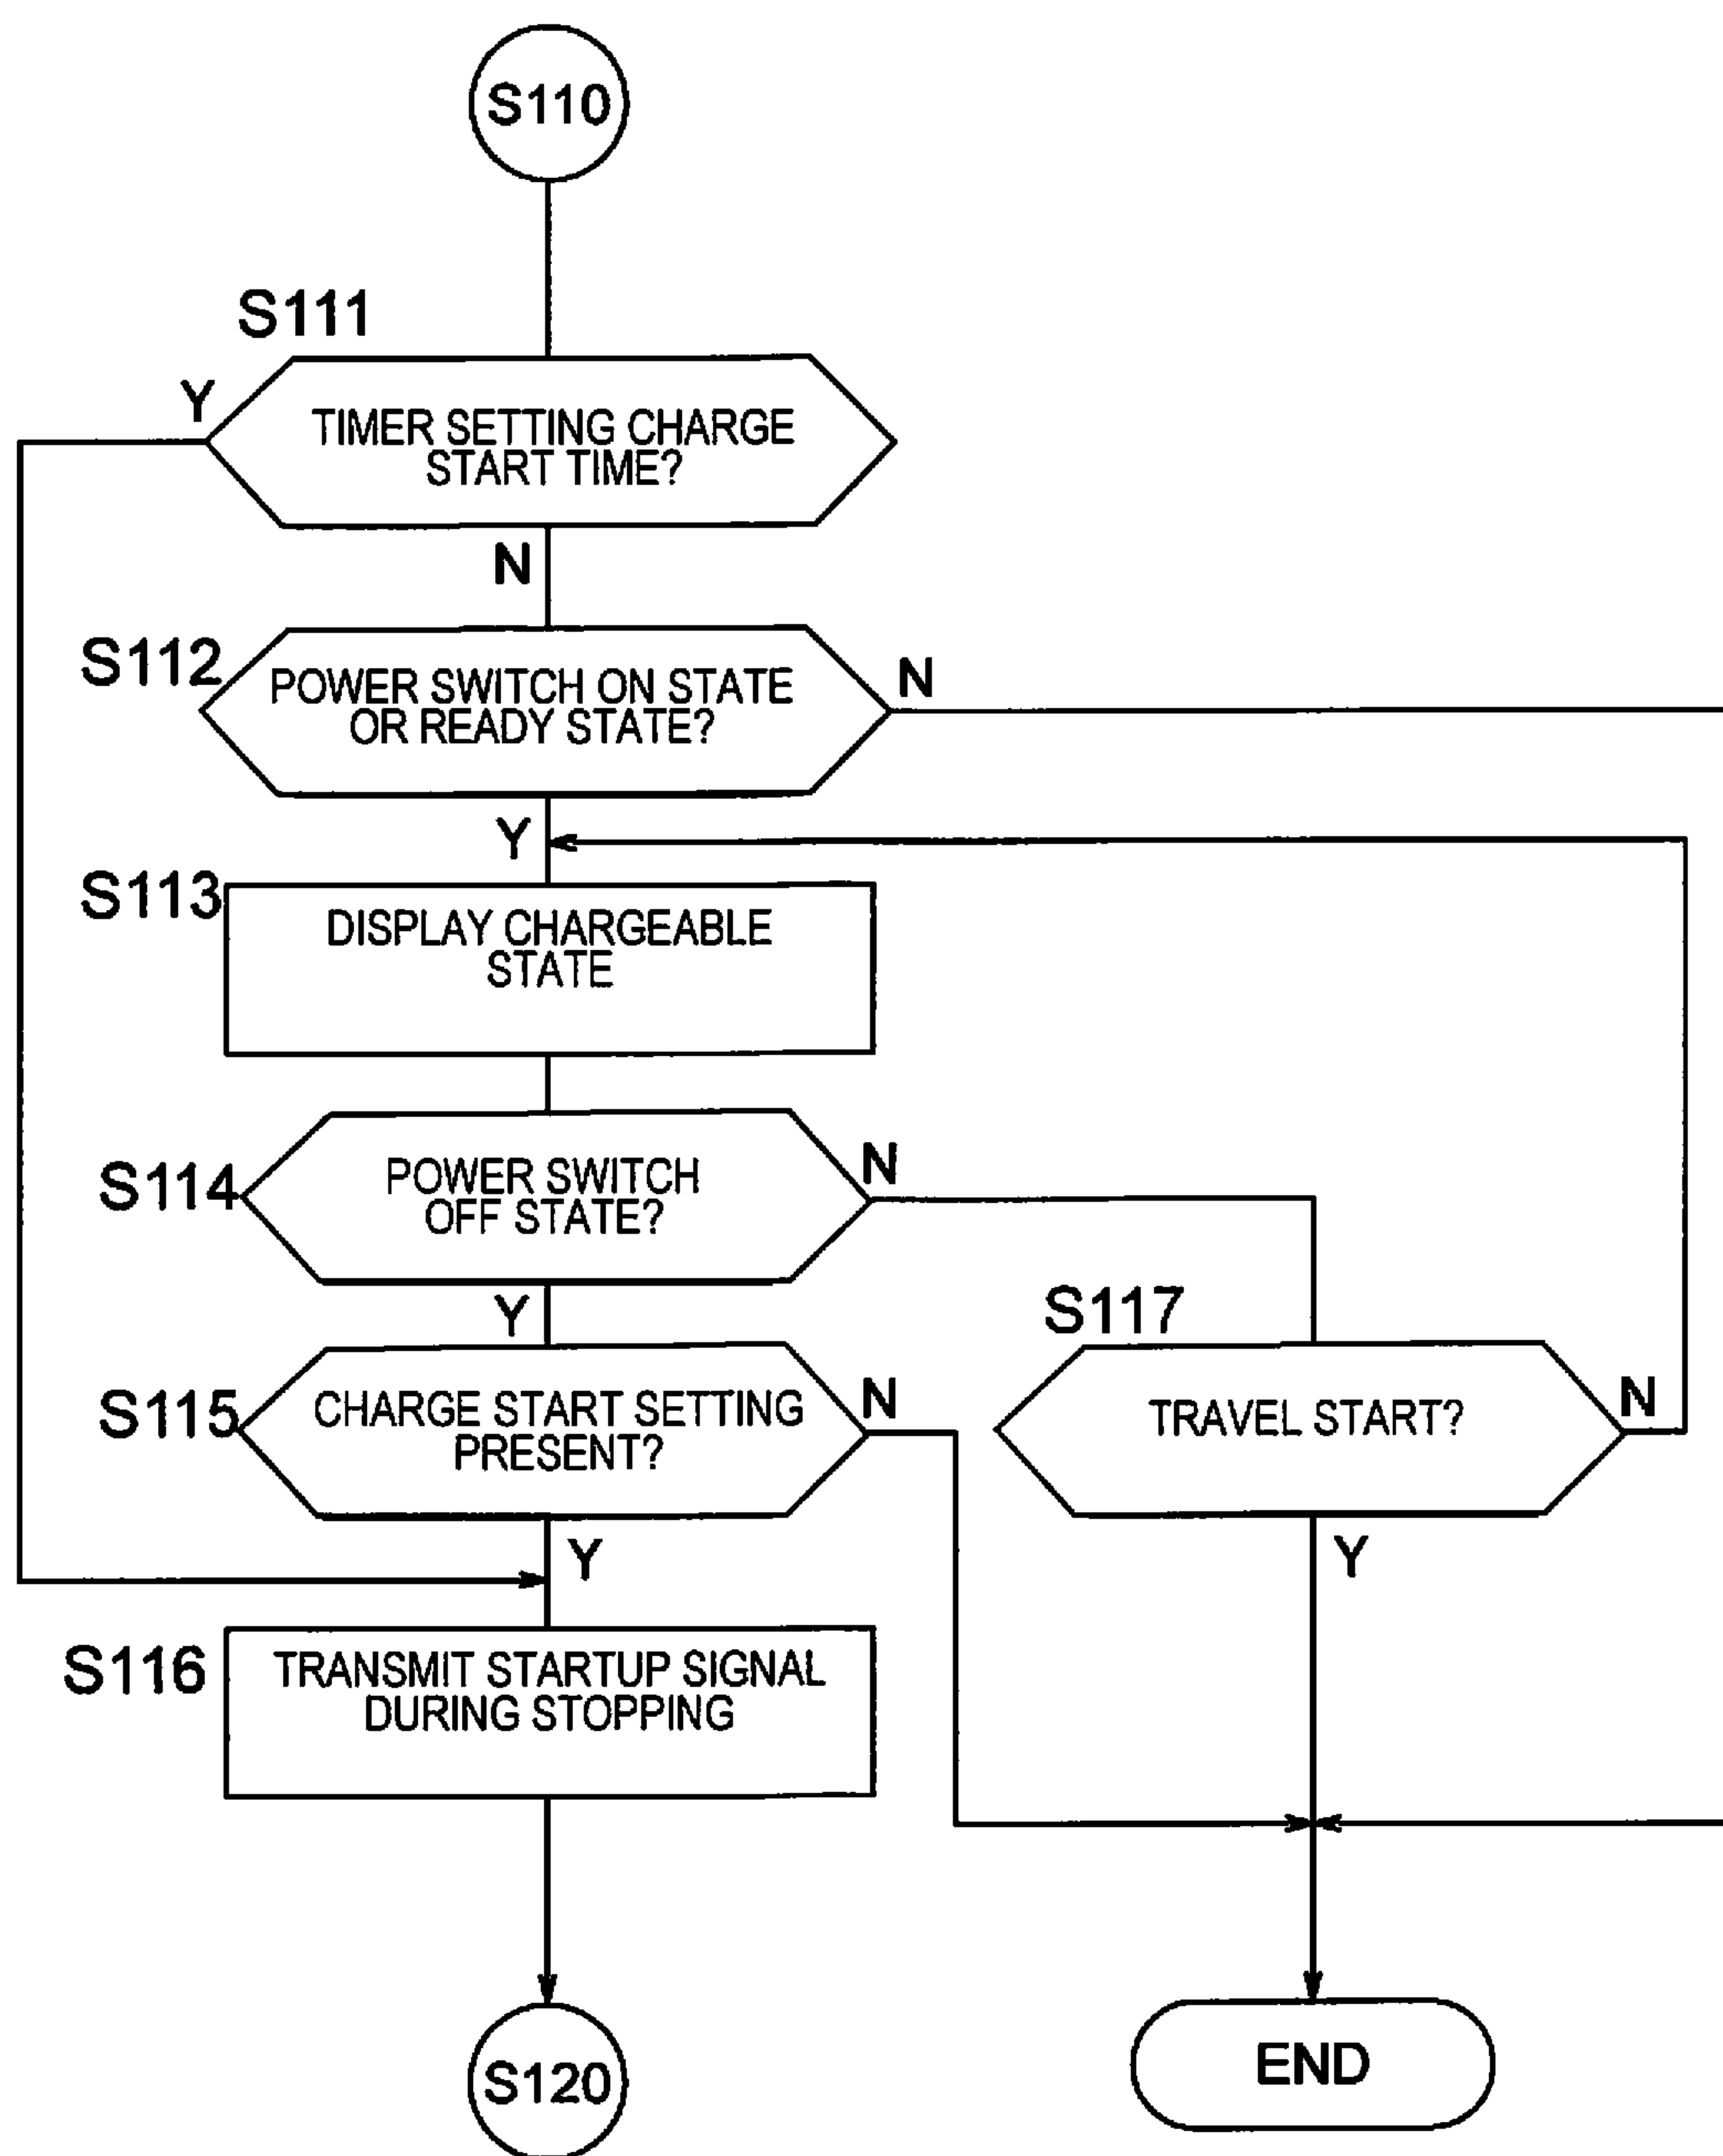 S110
S111
Y
TIMER SETTING CHARGE
START TIME?
N
S112
POWER SWITCH ON STATE
OR READY STATE?
N
Y
S113
DISPLAY CHARGEABLE
STATE
S114
POWER SWITCH
OFF STATE?
N
Y
S117
S115
CHARGE START SETTING
PRESENT?
N
TRAVEL START?
N
Y
Y
S116
TRANSMIT STARTUP SIGNAL
DURING STOPPING
S120
END